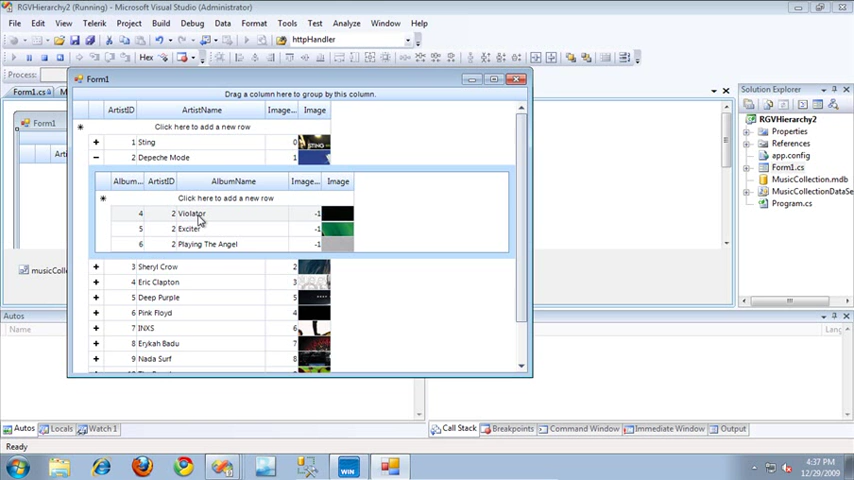 RGVHierarchy2 (Running) - Microsoft Visual Studio (Administrator)
File Edit View Refactor Project Build Debug Data Format Tools Test Analyze Window Help
httpHandler
Hex
Process:
Form1.cs
Form1
Solution Explorer
RGVHierarchy2
Properties
References
app.config
Form1.cs
MusicCollection.mdb
MusicCollectionDataSe
Program.cs
Form1
Drag a column here to group by this column.
ArtistID ArtistName Image... Image
Click here to add a new row
1 Sting 0
2 Depeche Mode 1
Album... ArtistID AlbumName Image... Image
Click here to add a new row
4 2 Violator -1
5 2 Exciter -1
6 2 Playing The Angel -1
3 Sheryl Crow 2
4 Eric Clapton 3
5 Deep Purple 5
6 Pink Floyd 4
7 INXS 6
8 Erykah Badu 7
9 Nada Surf 8
musicColl
Autos
Name
Autos Locals Watch 1
Call Stack Breakpoints Command Window Immediate Window Output
Ready
WIN
4:37 PM
12/29/2009